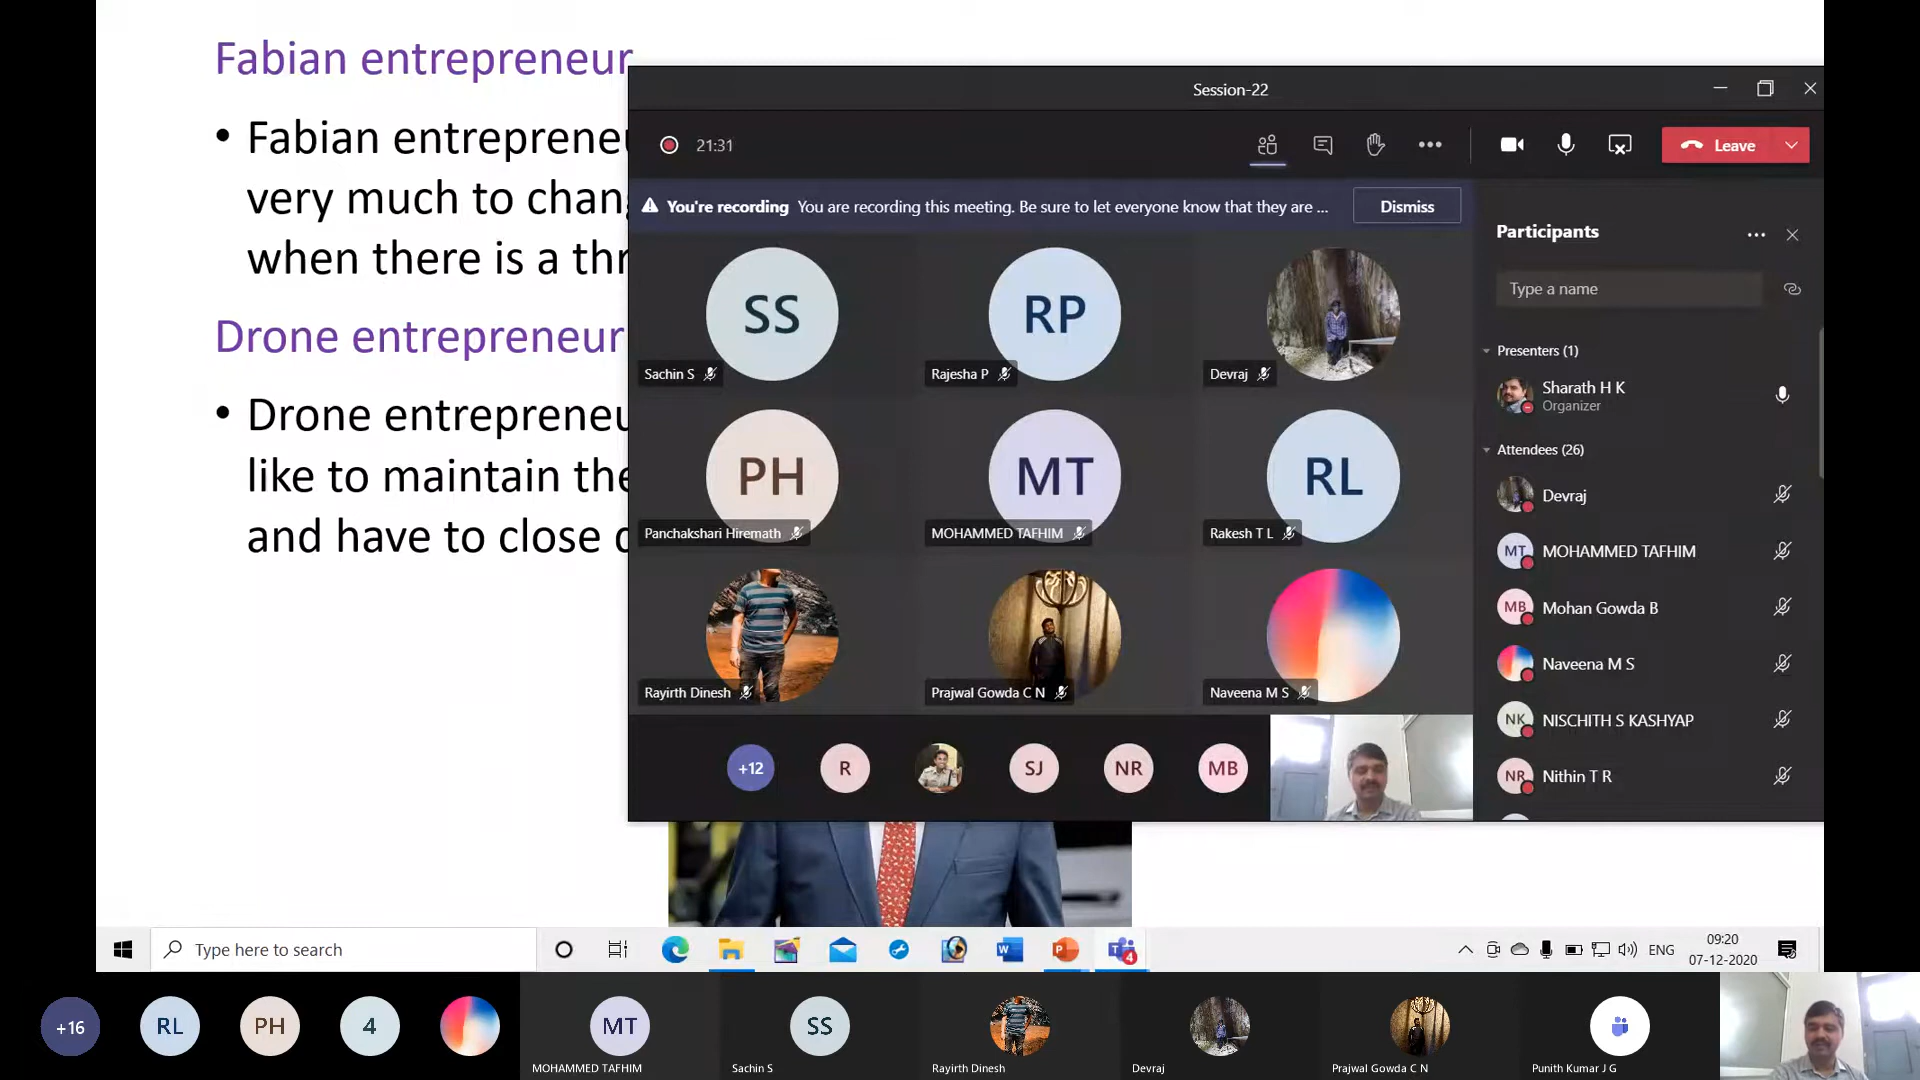 Fabian entrepreneur
• Fabian entrepreneu
very much to chang
when there is a thr
Drone entrepreneur
• Drone entrepreneu
like to maintain the
and have to close
Session-22
21:31
Leave
You're recording You are recording this meeting. Be sure to let everyone know that they are ...
Dismiss
SS
Sachin S
RP
Rajesha P
Devraj
PH
Panchakshari Hiremath
MT
MOHAMMED TAFHIM
RL
Rakesh T L
Rayirth Dinesh
Prajwal Gowda C N
Naveena M S
+12
R
SJ
NR
MB
Participants
Type a name
Presenters (1)
Sharath H K
Organizer
Attendees (26)
Devraj
MT MOHAMMED TAFHIM
MB Mohan Gowda B
Naveena M S
NK NISCHITH S KASHYAP
NR Nithin T R
Type here to search
4
ENG
09:20
07-12-2020
+16
RL
PH
4
MT
MOHAMMED TAFHIM
SS
Sachin S
Rayirth Dinesh
Devraj
Prajwal Gowda C N
Punith Kumar J G